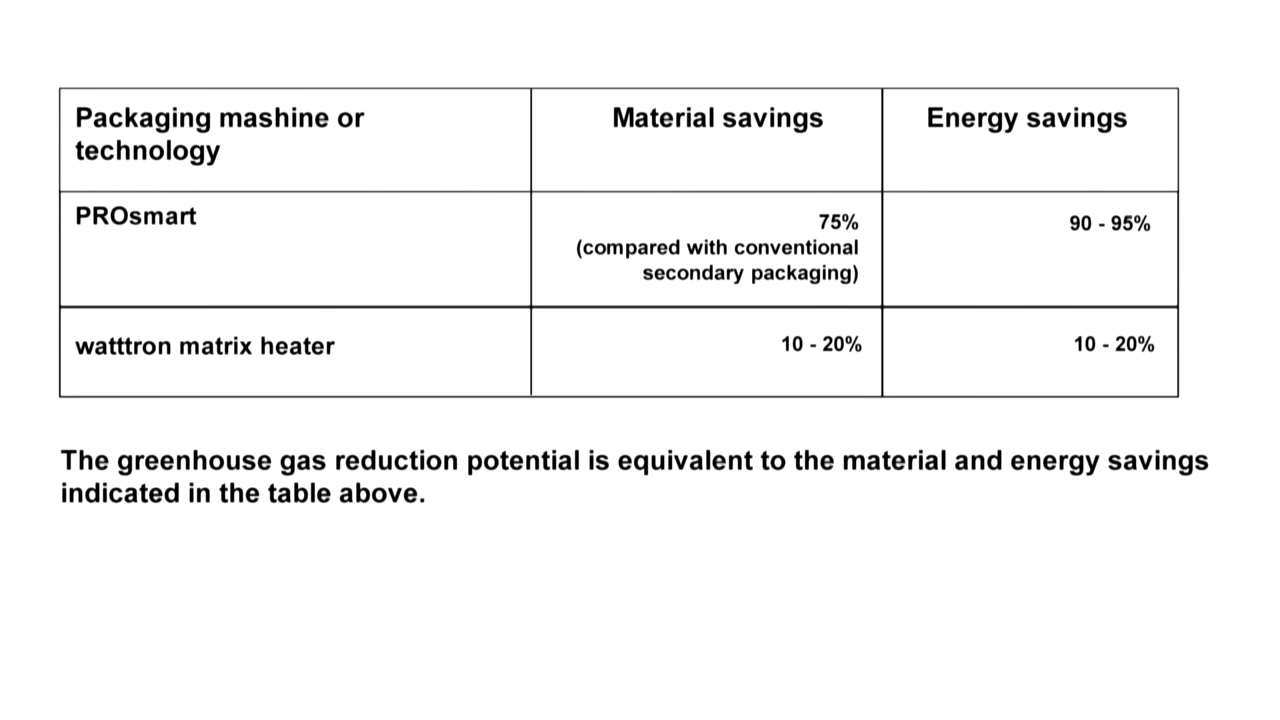 Packaging mashine or
technology
Material savings
Energy savings
PROsmart
75%
(compared with conventional
secondary packaging)
90 - 95%
watttron matrix heater
10 - 20%
10 - 20%
The greenhouse gas reduction potential is equivalent to the material and energy savings
indicated in the table above.